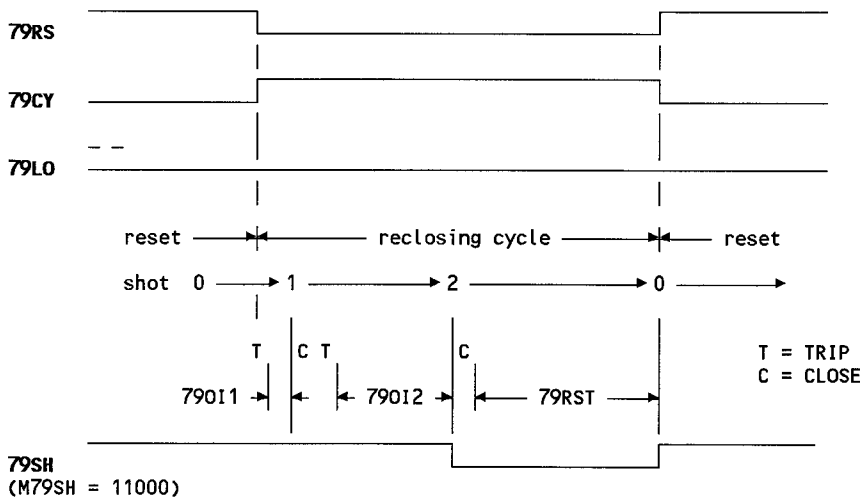 79RS
79CY
79LO
reset reclosing cycle reset
shot 0 1 2 0
T C T C
T = TRIP
C = CLOSE
79OI1 79OI2 79RST
79SH
(M79SH = 11000)